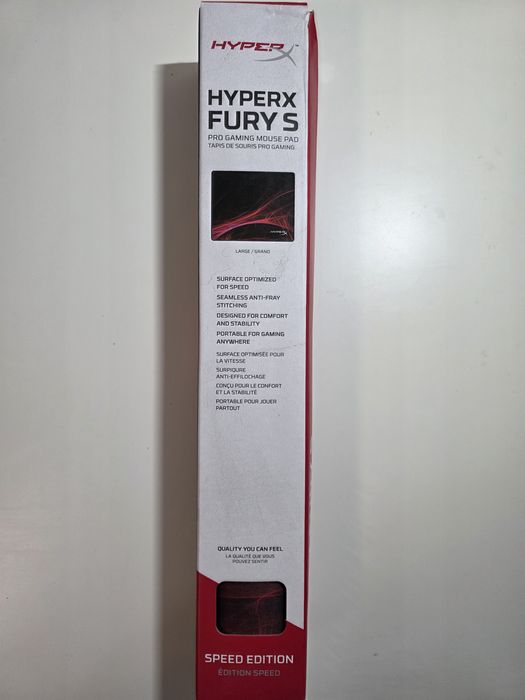 HYPERX™
HYPERX
FURY S
PRO GAMING MOUSE PAD
TAPIS DE SOURIS PRO GAMING
HYPERX
LARGE / GRAND
SURFACE OPTIMIZED
FOR SPEED
SEAMLESS ANTI-FRAY
STITCHING
DESIGNED FOR COMFORT
AND STABILITY
PORTABLE FOR GAMING
ANYWHERE
SURFACE OPTIMISÉE POUR
LA VITESSE
SURPIQURE
ANTI-EFFILOCHAGE
CONÇU POUR LE CONFORT
ET LA STABILITÉ
PORTABLE POUR JOUER
PARTOUT
QUALITY YOU CAN FEEL
LA QUALITÉ QUE VOUS
POUVEZ SENTIR
SPEED EDITION
ÉDITION SPEED